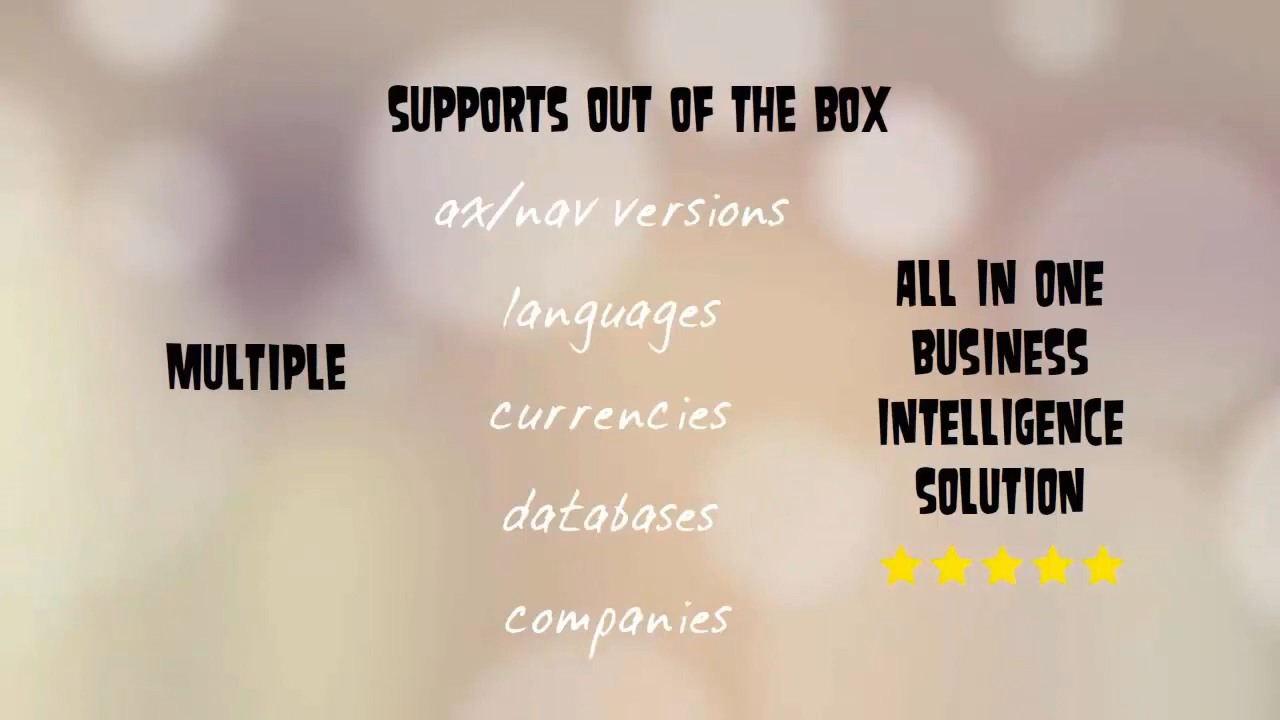 SUPPORTS OUT OF THE BOX
MULTIPLE
ax/nav versions
languages
currencies
databases
companies
ALL IN ONE
BUSINESS
INTELLIGENCE
SOLUTION